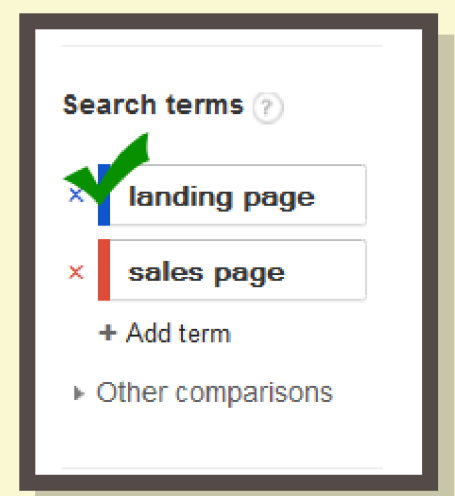 Search terms ?
× landing page
× sales page
+ Add term
Other comparisons